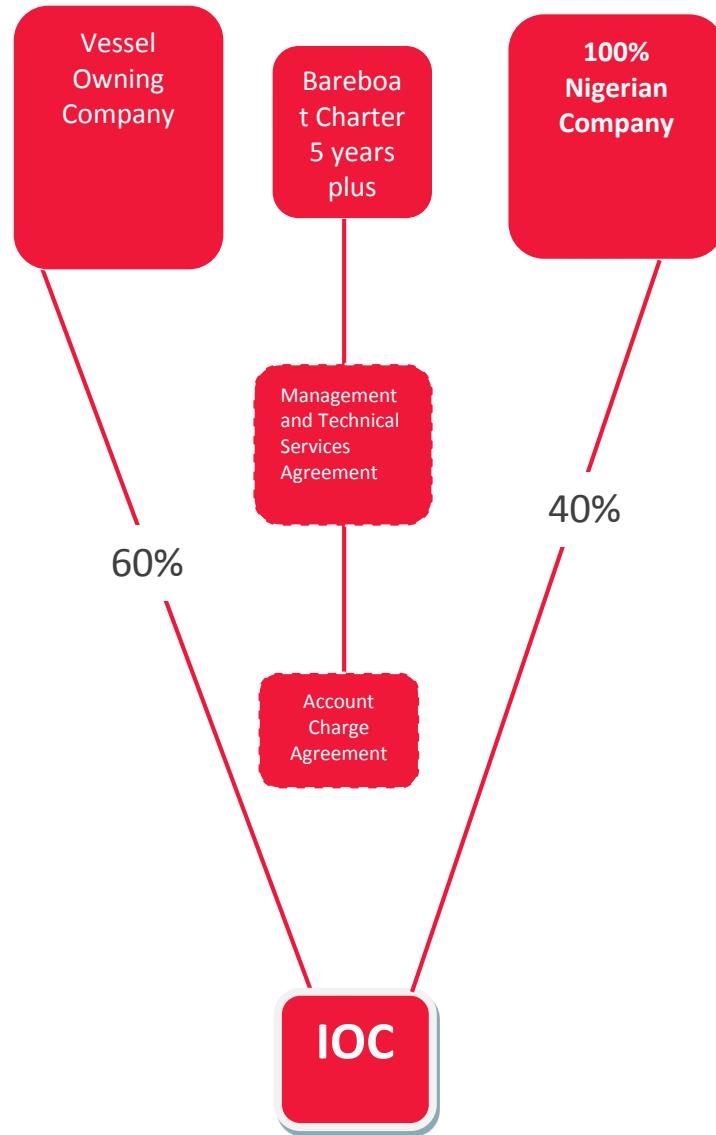 Vessel
Owning
Company
Bareboa
t Charter
5 years
plus
100%
Nigerian
Company
Management
and Technical
Services
Agreement
40%
60%
Account
Charge
Agreement
IOC